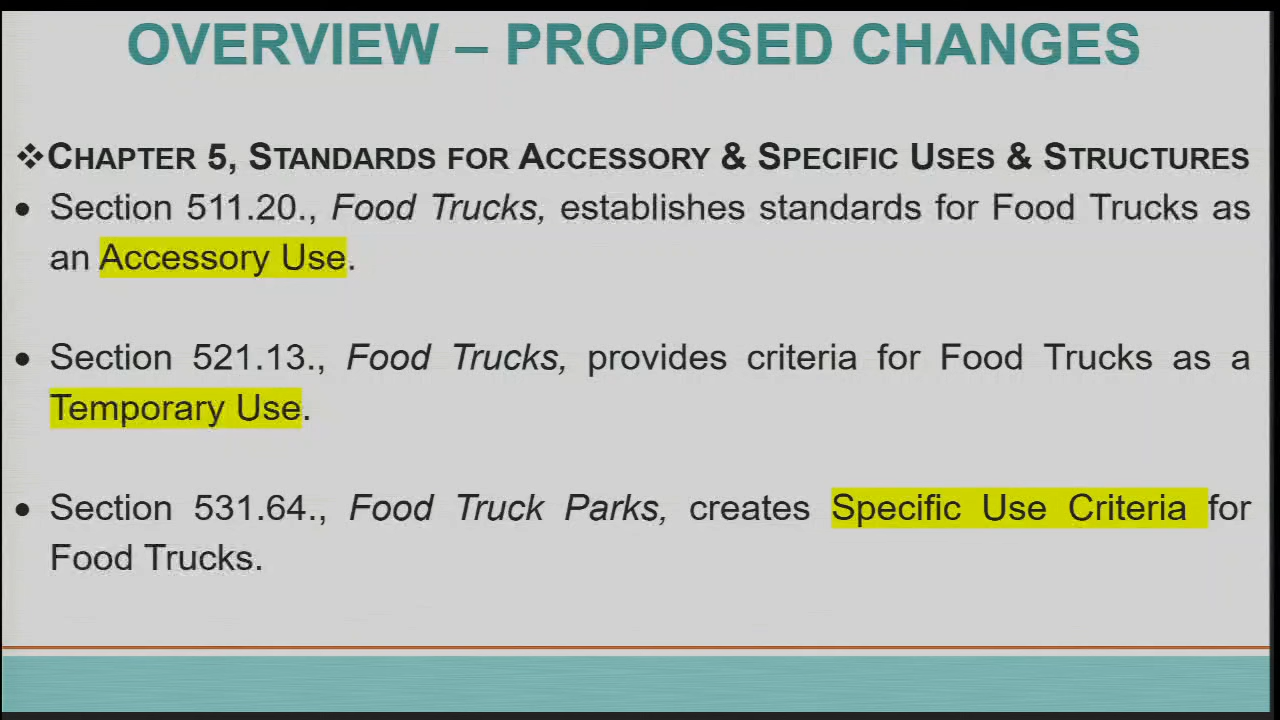 OVERVIEW – PROPOSED CHANGES
❖CHAPTER 5, STANDARDS FOR ACCESSORY & SPECIFIC USES & STRUCTURES
• Section 511.20., Food Trucks, establishes standards for Food Trucks as
an Accessory Use.
• Section 521.13., Food Trucks, provides criteria for Food Trucks as a
Temporary Use.
• Section 531.64., Food Truck Parks, creates Specific Use Criteria for
Food Trucks.